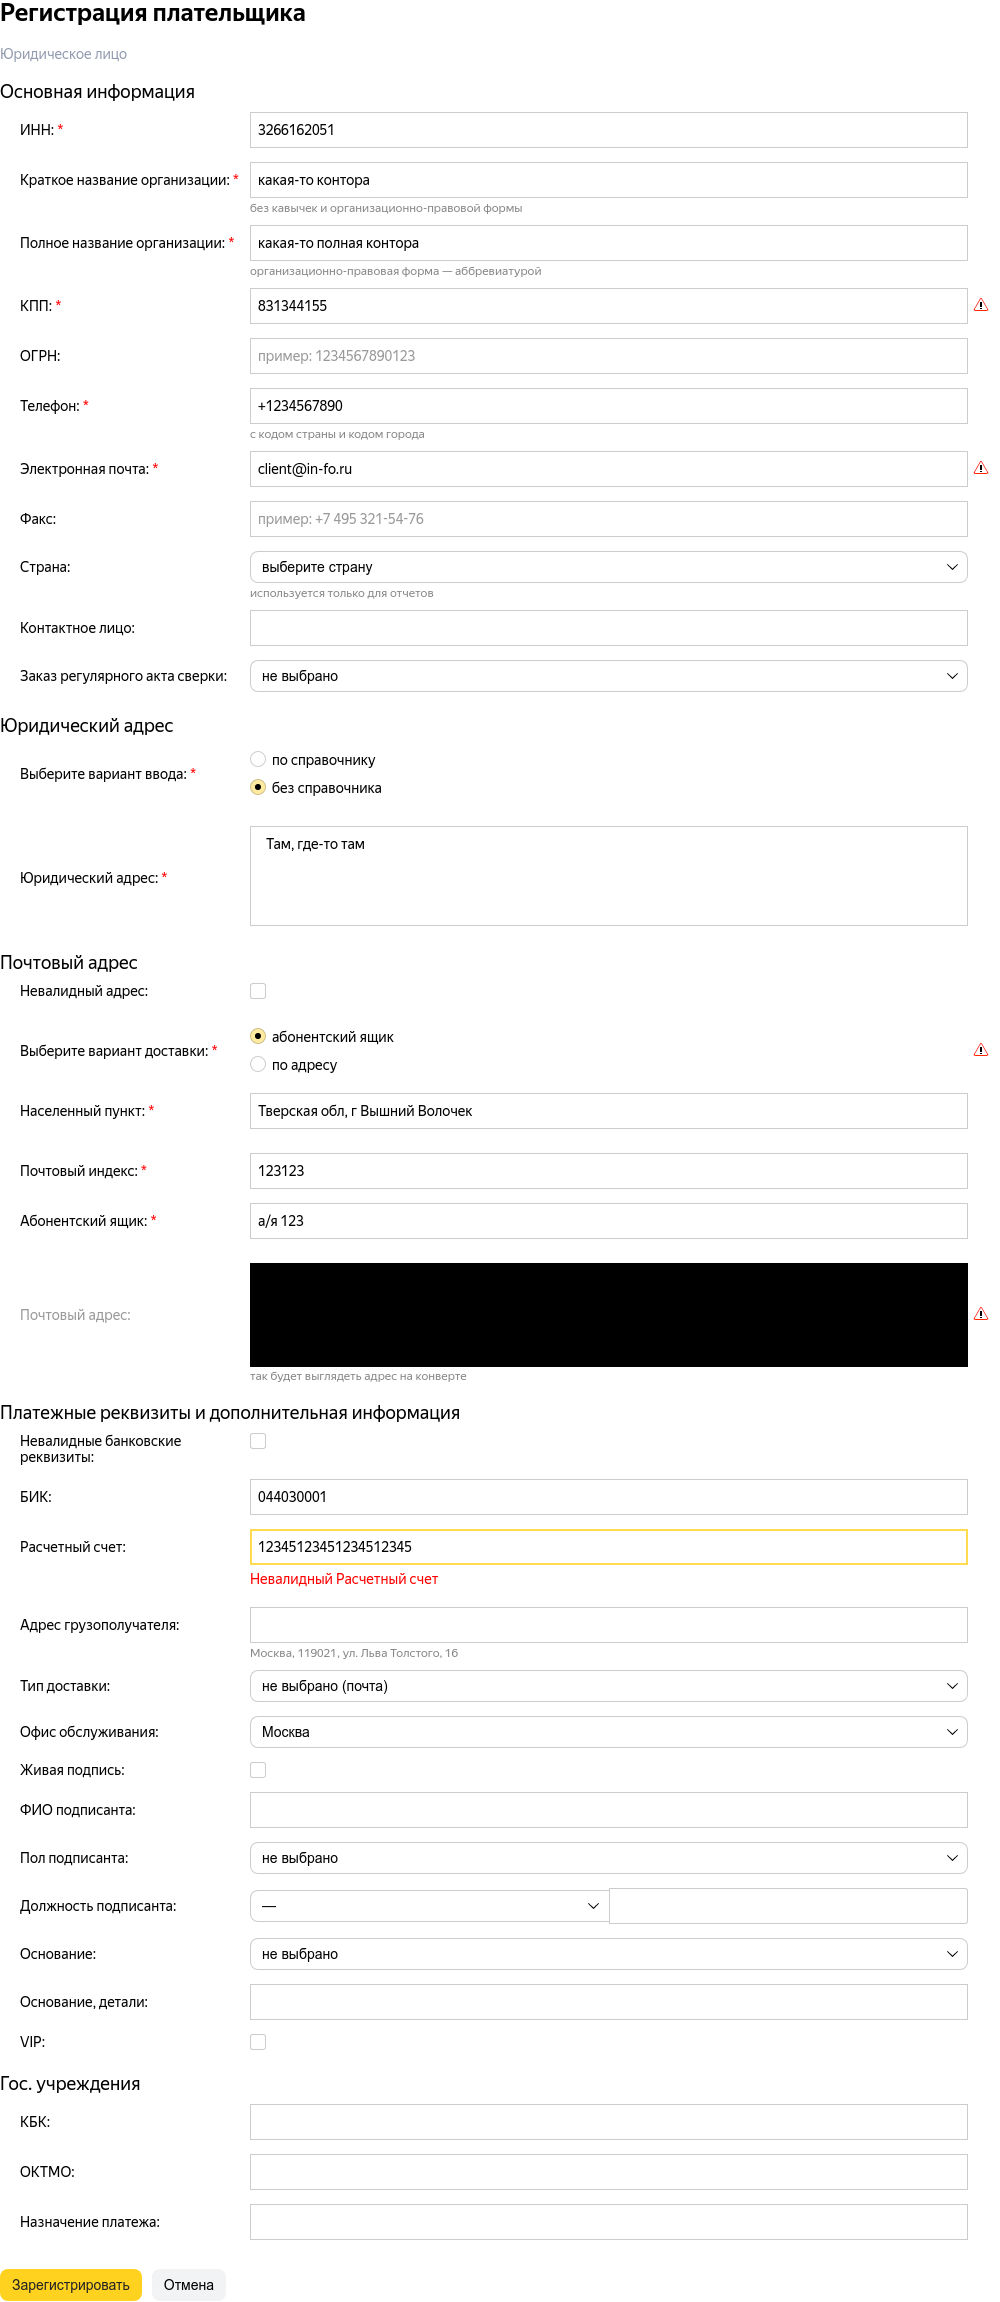 Регистрация плательщика
Юридическое лицо
Основная информация
ИНН: *
3266162051
Краткое название организации: *
какая-то контора
без кавычек и организационно-правовой формы
Полное название организации: *
какая-то полная контора
организационно-правовая форма — аббревиатурой
КПП: *
831344155
ОГРН:
пример: 1234567890123
Телефон: *
+1234567890
с кодом страны и кодом города
Электронная почта: *
client@in-fo.ru
Факс:
пример: +7 495 321-54-76
Страна:
выберите страну
используется только для отчетов
Контактное лицо:
Заказ регулярного акта сверки:
не выбрано
Юридический адрес
Выберите вариант ввода: *
по справочнику
без справочника
Юридический адрес: *
Там, где-то там
Почтовый адрес
Невалидный адрес:
Выберите вариант доставки: *
абонентский ящик
по адресу
Населенный пункт: *
Тверская обл, г Вышний Волочек
Почтовый индекс: *
123123
Абонентский ящик: *
а/я 123
Почтовый адрес:
так будет выглядеть адрес на конверте
Платежные реквизиты и дополнительная информация
Невалидные банковские
реквизиты:
БИК:
044030001
Расчетный счет:
12345123451234512345
Невалидный Расчетный счет
Адрес грузополучателя:
Москва, 119021, ул. Льва Толстого, 16
Тип доставки:
не выбрано (почта)
Офис обслуживания:
Москва
Живая подпись:
ФИО подписанта:
Пол подписанта:
не выбрано
Должность подписанта:
—
Основание:
не выбрано
Основание, детали:
VIP:
Гос. учреждения
КБК:
ОКТМО:
Назначение платежа:
Зарегистрировать
Отмена